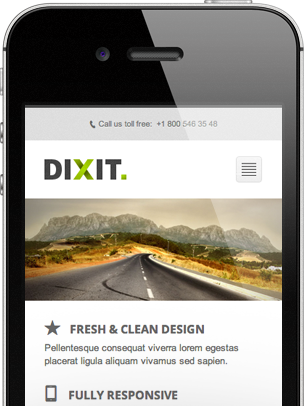 Call us toll free: +1 800 546 35 48
DIXIT.
FRESH & CLEAN DESIGN
Pellentesque consequat viverra lorem egestas
placerat ligula aliquam vivamus sed sapien.
FULLY RESPONSIVE